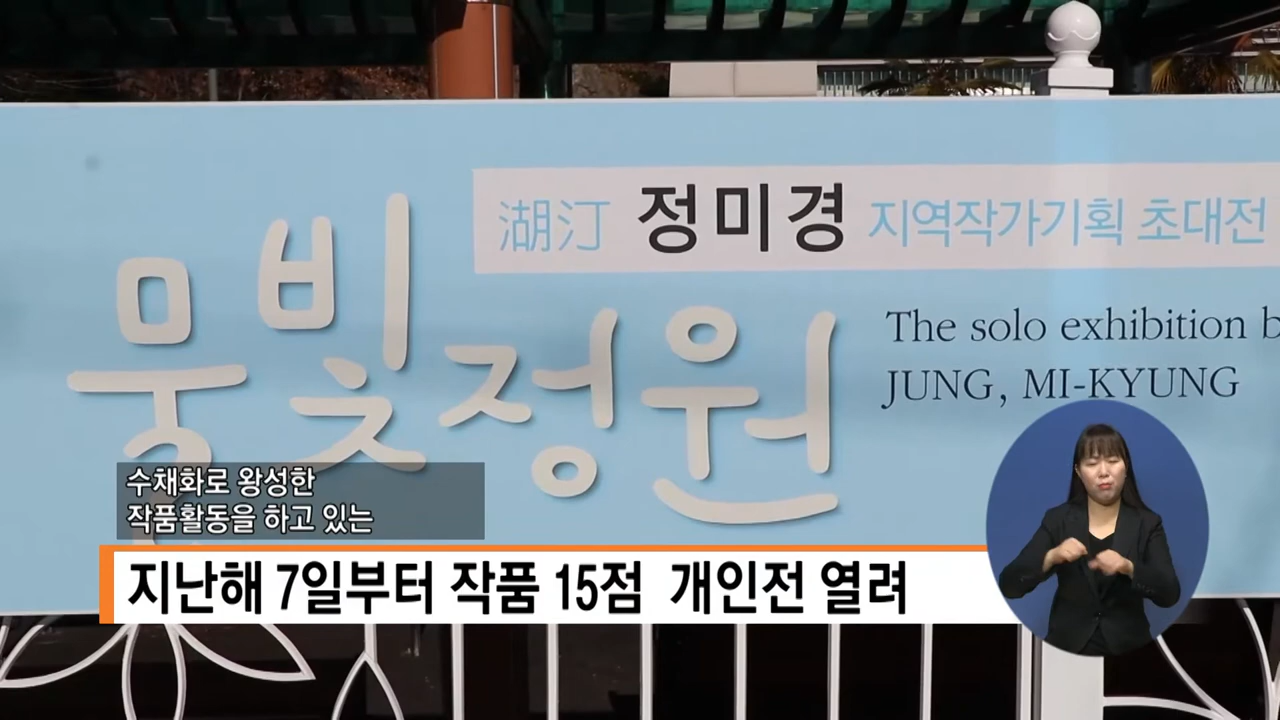 湖汀 정미경 지역작가기획 초대전
물빛정원
The solo exhibition b
JUNG, MI-KYUNG
수채화로 왕성한
작품활동을 하고 있는
지난해 7일부터 작품 15점 개인전 열려